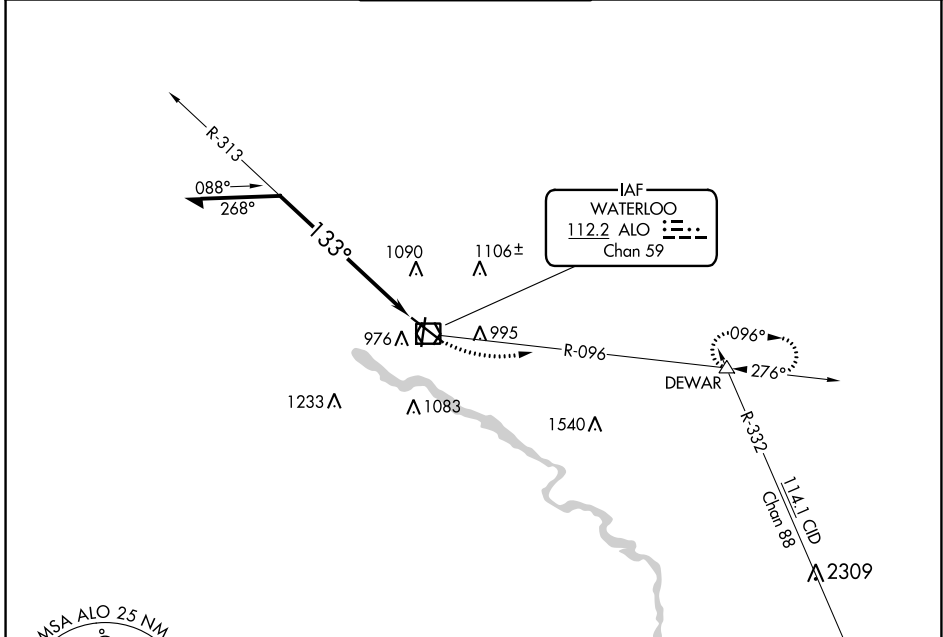 R-313
088°
268°
133°
IAF
WATERLOO
112.2 ALO
Chan 59
1090
1106±
976
995
R-096
096°
276°
DEWAR
1233
1083
1540
R-332
114.1 CID
Chan 88
2309
MSA ALO 25 NM